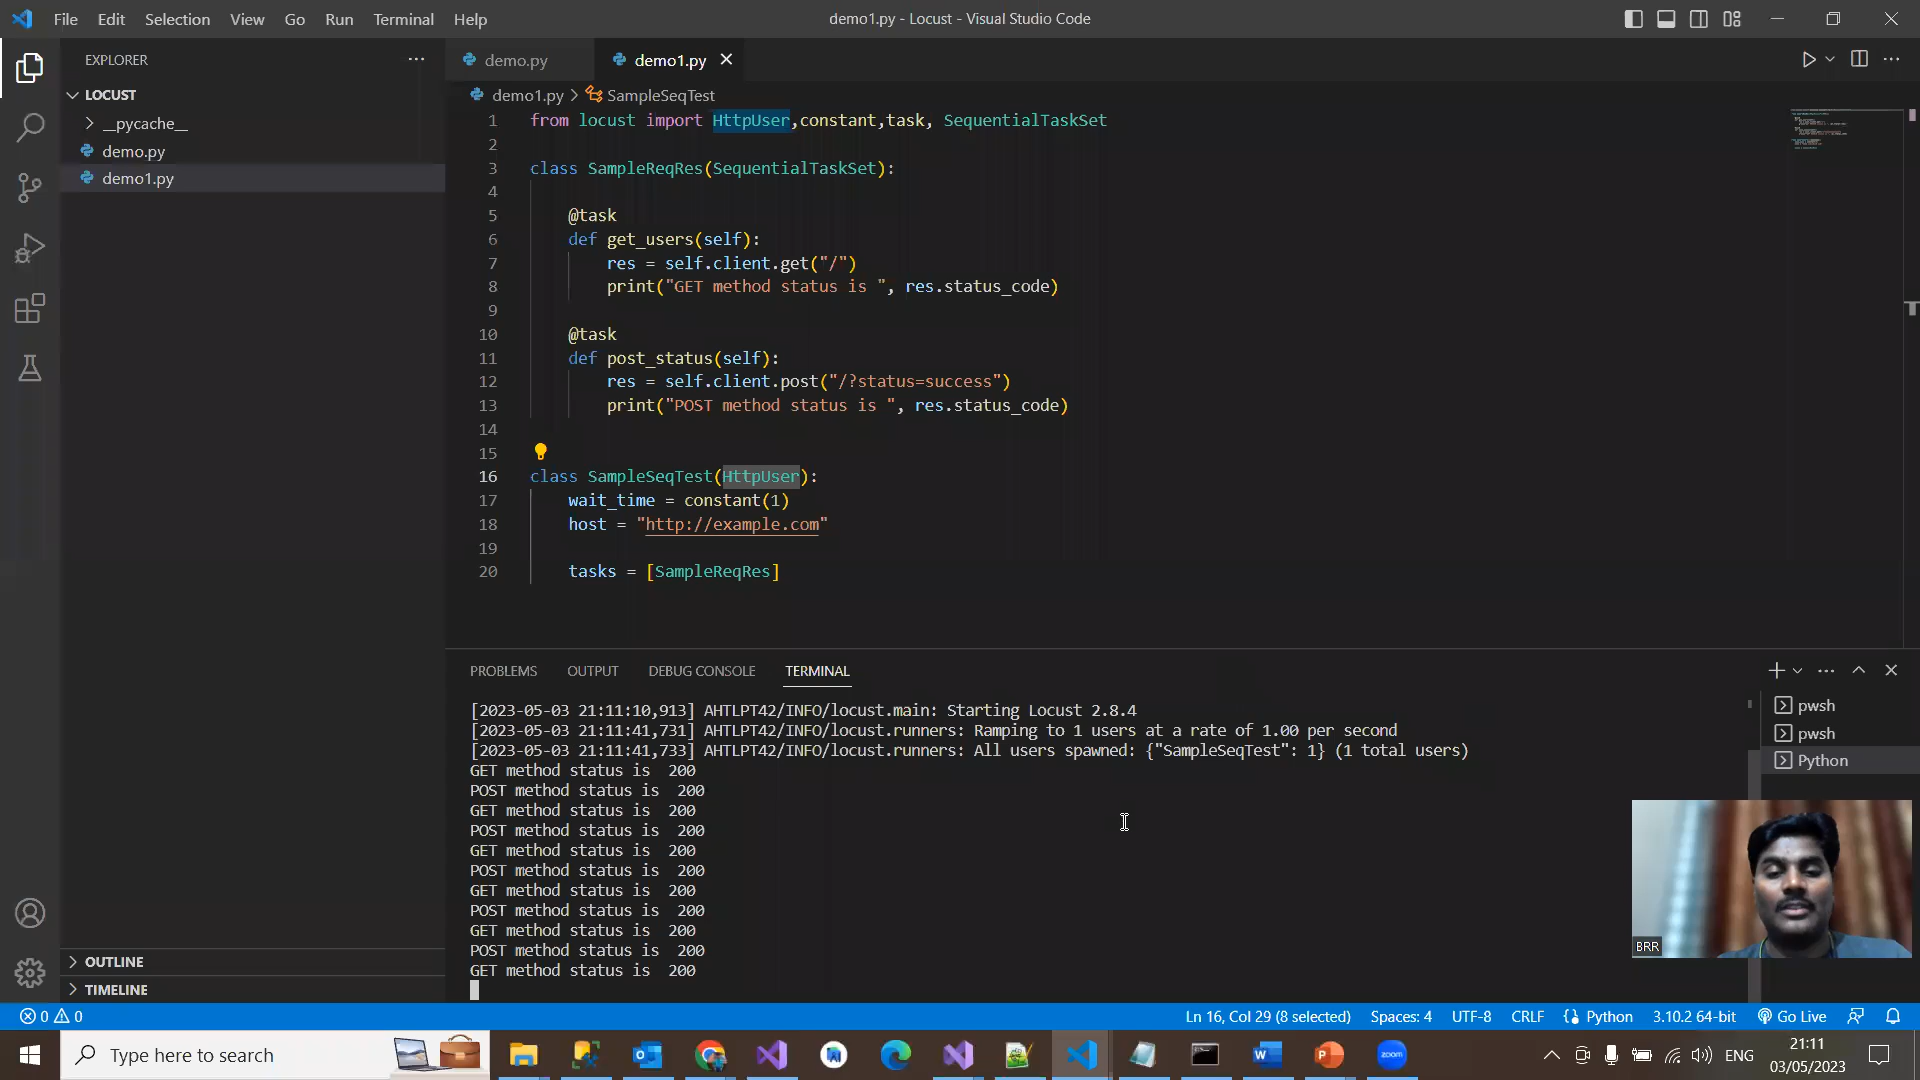 File Edit Selection View Go Run Terminal Help
demo1.py - Locust - Visual Studio Code
EXPLORER
LOCUST
__pycache__
demo.py
demo1.py
OUTLINE
TIMELINE
demo.py
demo1.py
demo1.py > SampleSeqTest
1 from locust import HttpUser,constant,task, SequentialTaskSet
2
3 class SampleReqRes(SequentialTaskSet):
4
5 @task
6 def get_users(self):
7 res = self.client.get("/")
8 print("GET method status is ", res.status_code)
9
10 @task
11 def post_status(self):
12 res = self.client.post("/?status=success")
13 print("POST method status is ", res.status_code)
14
15
16 class SampleSeqTest(HttpUser):
17 wait_time = constant(1)
18 host = "http://example.com"
19
20 tasks = [SampleReqRes]
PROBLEMS OUTPUT DEBUG CONSOLE TERMINAL
[2023-05-03 21:11:10,913] AHTLPT42/INFO/locust.main: Starting Locust 2.8.4
[2023-05-03 21:11:41,731] AHTLPT42/INFO/locust.runners: Ramping to 1 users at a rate of 1.00 per second
[2023-05-03 21:11:41,733] AHTLPT42/INFO/locust.runners: All users spawned: {"SampleSeqTest": 1} (1 total users)
GET method status is  200
POST method status is  200
GET method status is  200
POST method status is  200
GET method status is  200
POST method status is  200
GET method status is  200
POST method status is  200
GET method status is  200
POST method status is  200
GET method status is  200
pwsh
pwsh
Python
BRR
0 0
Ln 16, Col 29 (8 selected) Spaces: 4 UTF-8 CRLF Python 3.10.2 64-bit Go Live
Type here to search
zoom
ENG
21:11
03/05/2023